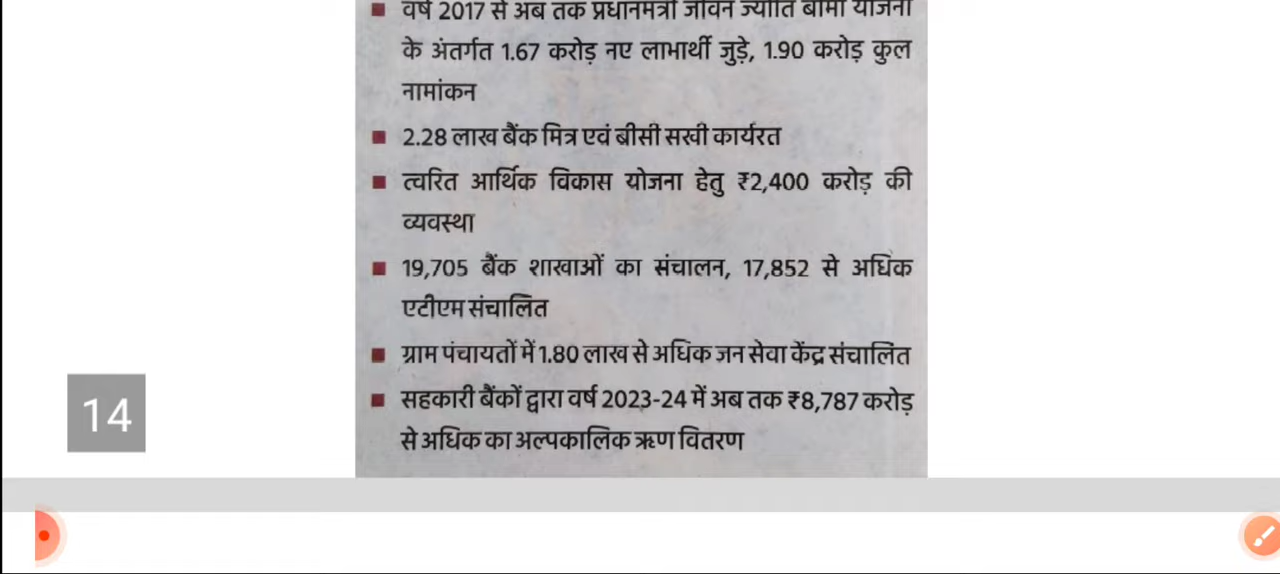 वर्ष 2017 से अब तक प्रधानमंत्री जीवन ज्योति बीमा योजना
के अंतर्गत 1.67 करोड़ नए लाभार्थी जुड़े, 1.90 करोड़ कुल
नामांकन
2.28 लाख बैंक मित्र एवं बीसी सखी कार्यरत
त्वरित आर्थिक विकास योजना हेतु ₹2,400 करोड़ की
व्यवस्था
19,705 बैंक शाखाओं का संचालन, 17,852 से अधिक
एटीएम संचालित
ग्राम पंचायतों में 1.80 लाख से अधिक जन सेवा केंद्र संचालित
सहकारी बैंकों द्वारा वर्ष 2023-24 में अब तक ₹8,787 करोड़
से अधिक का अल्पकालिक ऋण वितरण
14